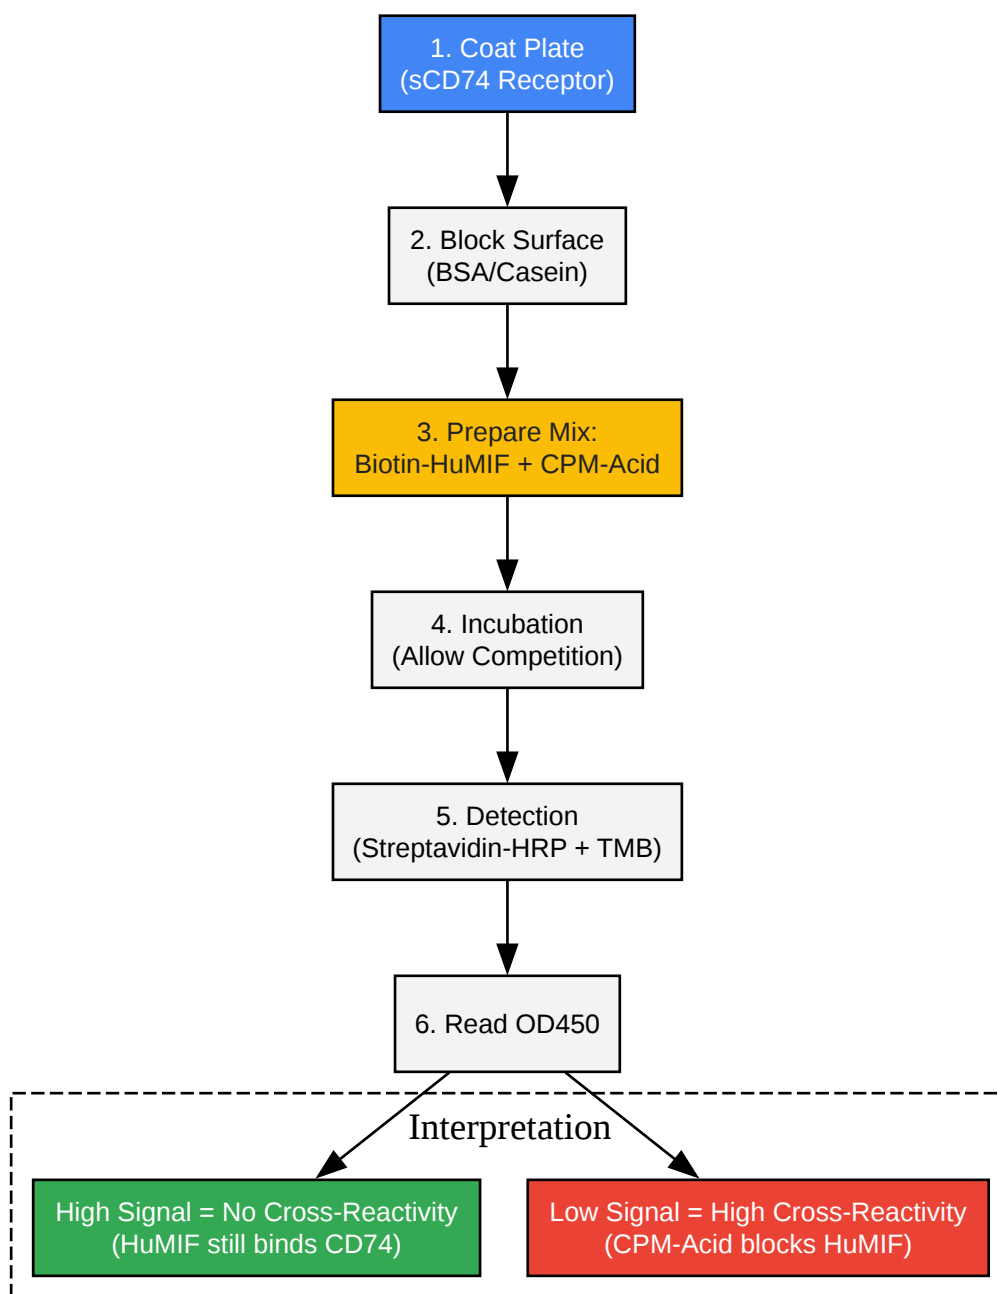 1. Coat Plate
(sCD74 Receptor)
2. Block Surface
(BSA/Casein)
3. Prepare Mix:
Biotin-HuMIF + CPM-Acid
4. Incubation
(Allow Competition)
5. Detection
(Streptavidin-HRP + TMB)
6. Read OD450
Interpretation
High Signal = No Cross-Reactivity
(HuMIF still binds CD74)
Low Signal = High Cross-Reactivity
(CPM-Acid blocks HuMIF)